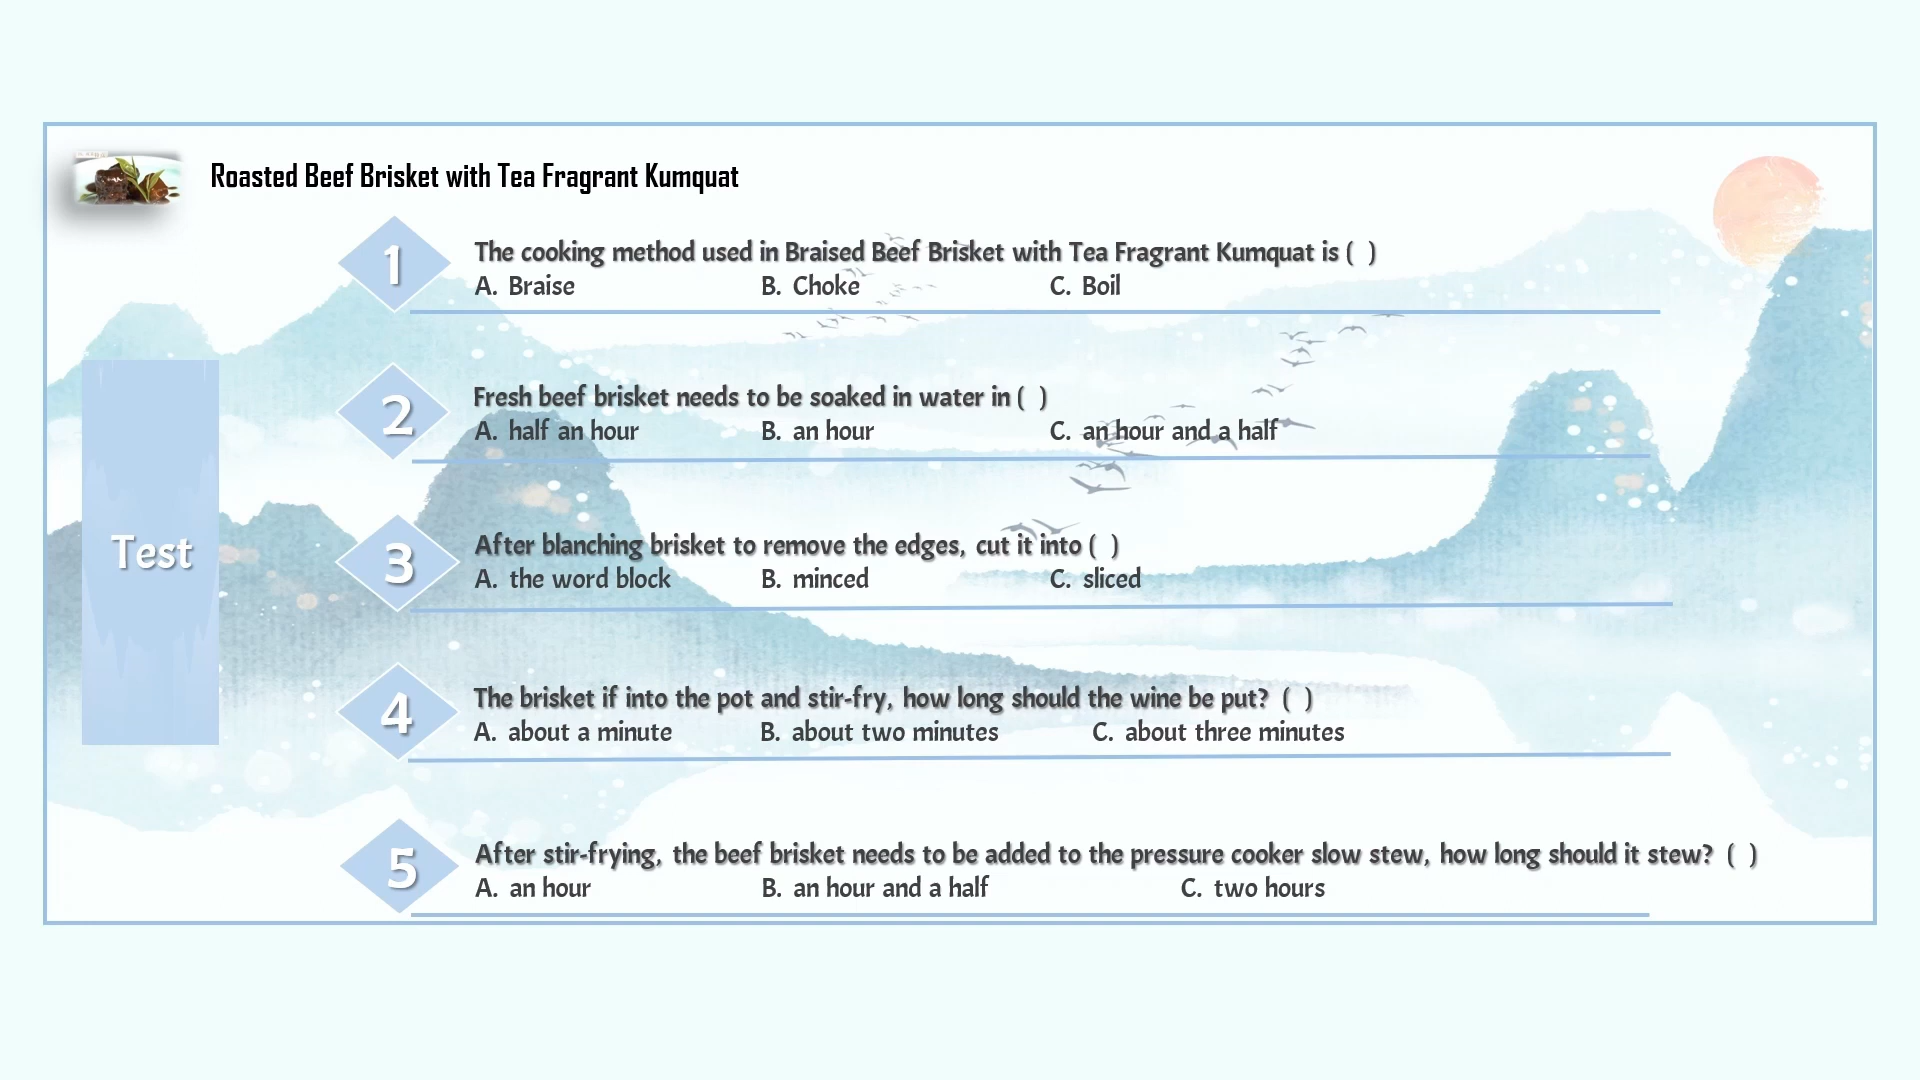 Roasted Beef Brisket with Tea Fragrant Kumquat
Test
1
The cooking method used in Braised Beef Brisket with Tea Fragrant Kumquat is ( )
A. Braise B. Choke C. Boil
2
Fresh beef brisket needs to be soaked in water in ( )
A. half an hour B. an hour C. an hour and a half
3
After blanching brisket to remove the edges, cut it into ( )
A. the word block B. minced C. sliced
4
The brisket if into the pot and stir-fry, how long should the wine be put? ( )
A. about a minute B. about two minutes C. about three minutes
5
After stir-frying, the beef brisket needs to be added to the pressure cooker slow stew, how long should it stew? ( )
A. an hour B. an hour and a half C. two hours